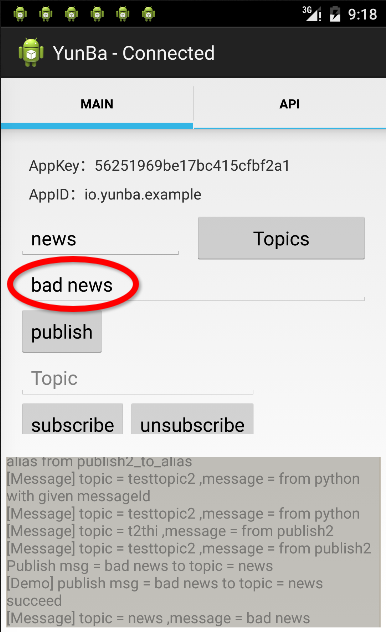 3G 9:18
YunBa - Connected
MAIN API
AppKey: 56251969be17bc415cfbf2a1
AppID: io.yunba.example
news Topics
bad news
publish
Topic
subscribe unsubscribe
alias from publish2_to_alias
[Message] topic = testtopic2 ,message = from python
with given messageId
[Message] topic = testtopic2 ,message = from python
[Message] topic = t2thi ,message = from publish2
[Message] topic = testtopic2 ,message = from publish2
Publish msg = bad news to topic = news
[Demo] publish msg = bad news to topic = news
succeed
[Message] topic = news ,message = bad news